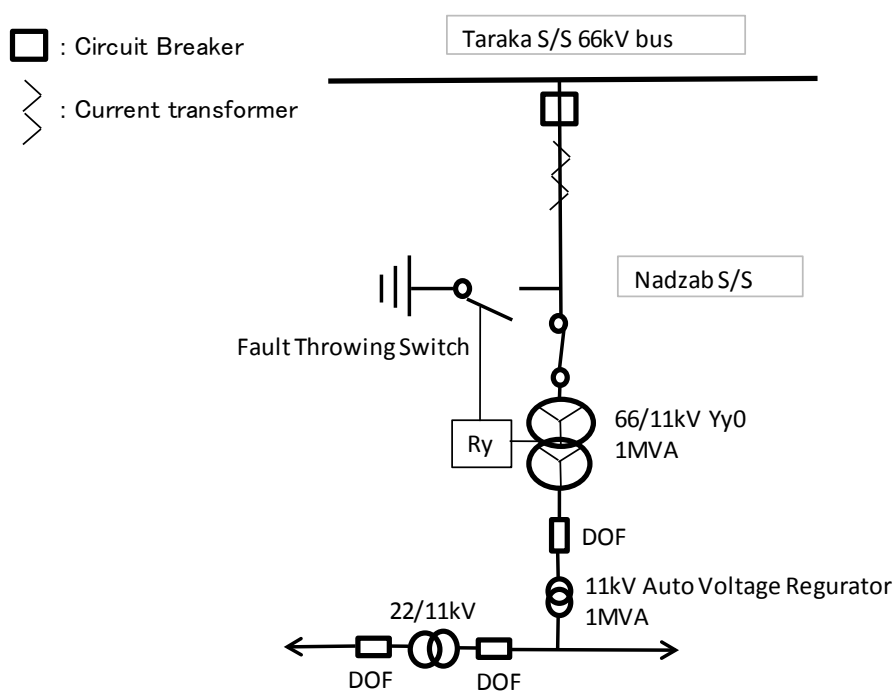 Taraka S/S 66kV bus
: Circuit Breaker
: Current transformer
Nadzab S/S
Fault Throwing Switch
66/11kV Yy0
1MVA
Ry
DOF
11kV Auto Voltage Regurator
1MVA
22/11kV
DOF
DOF